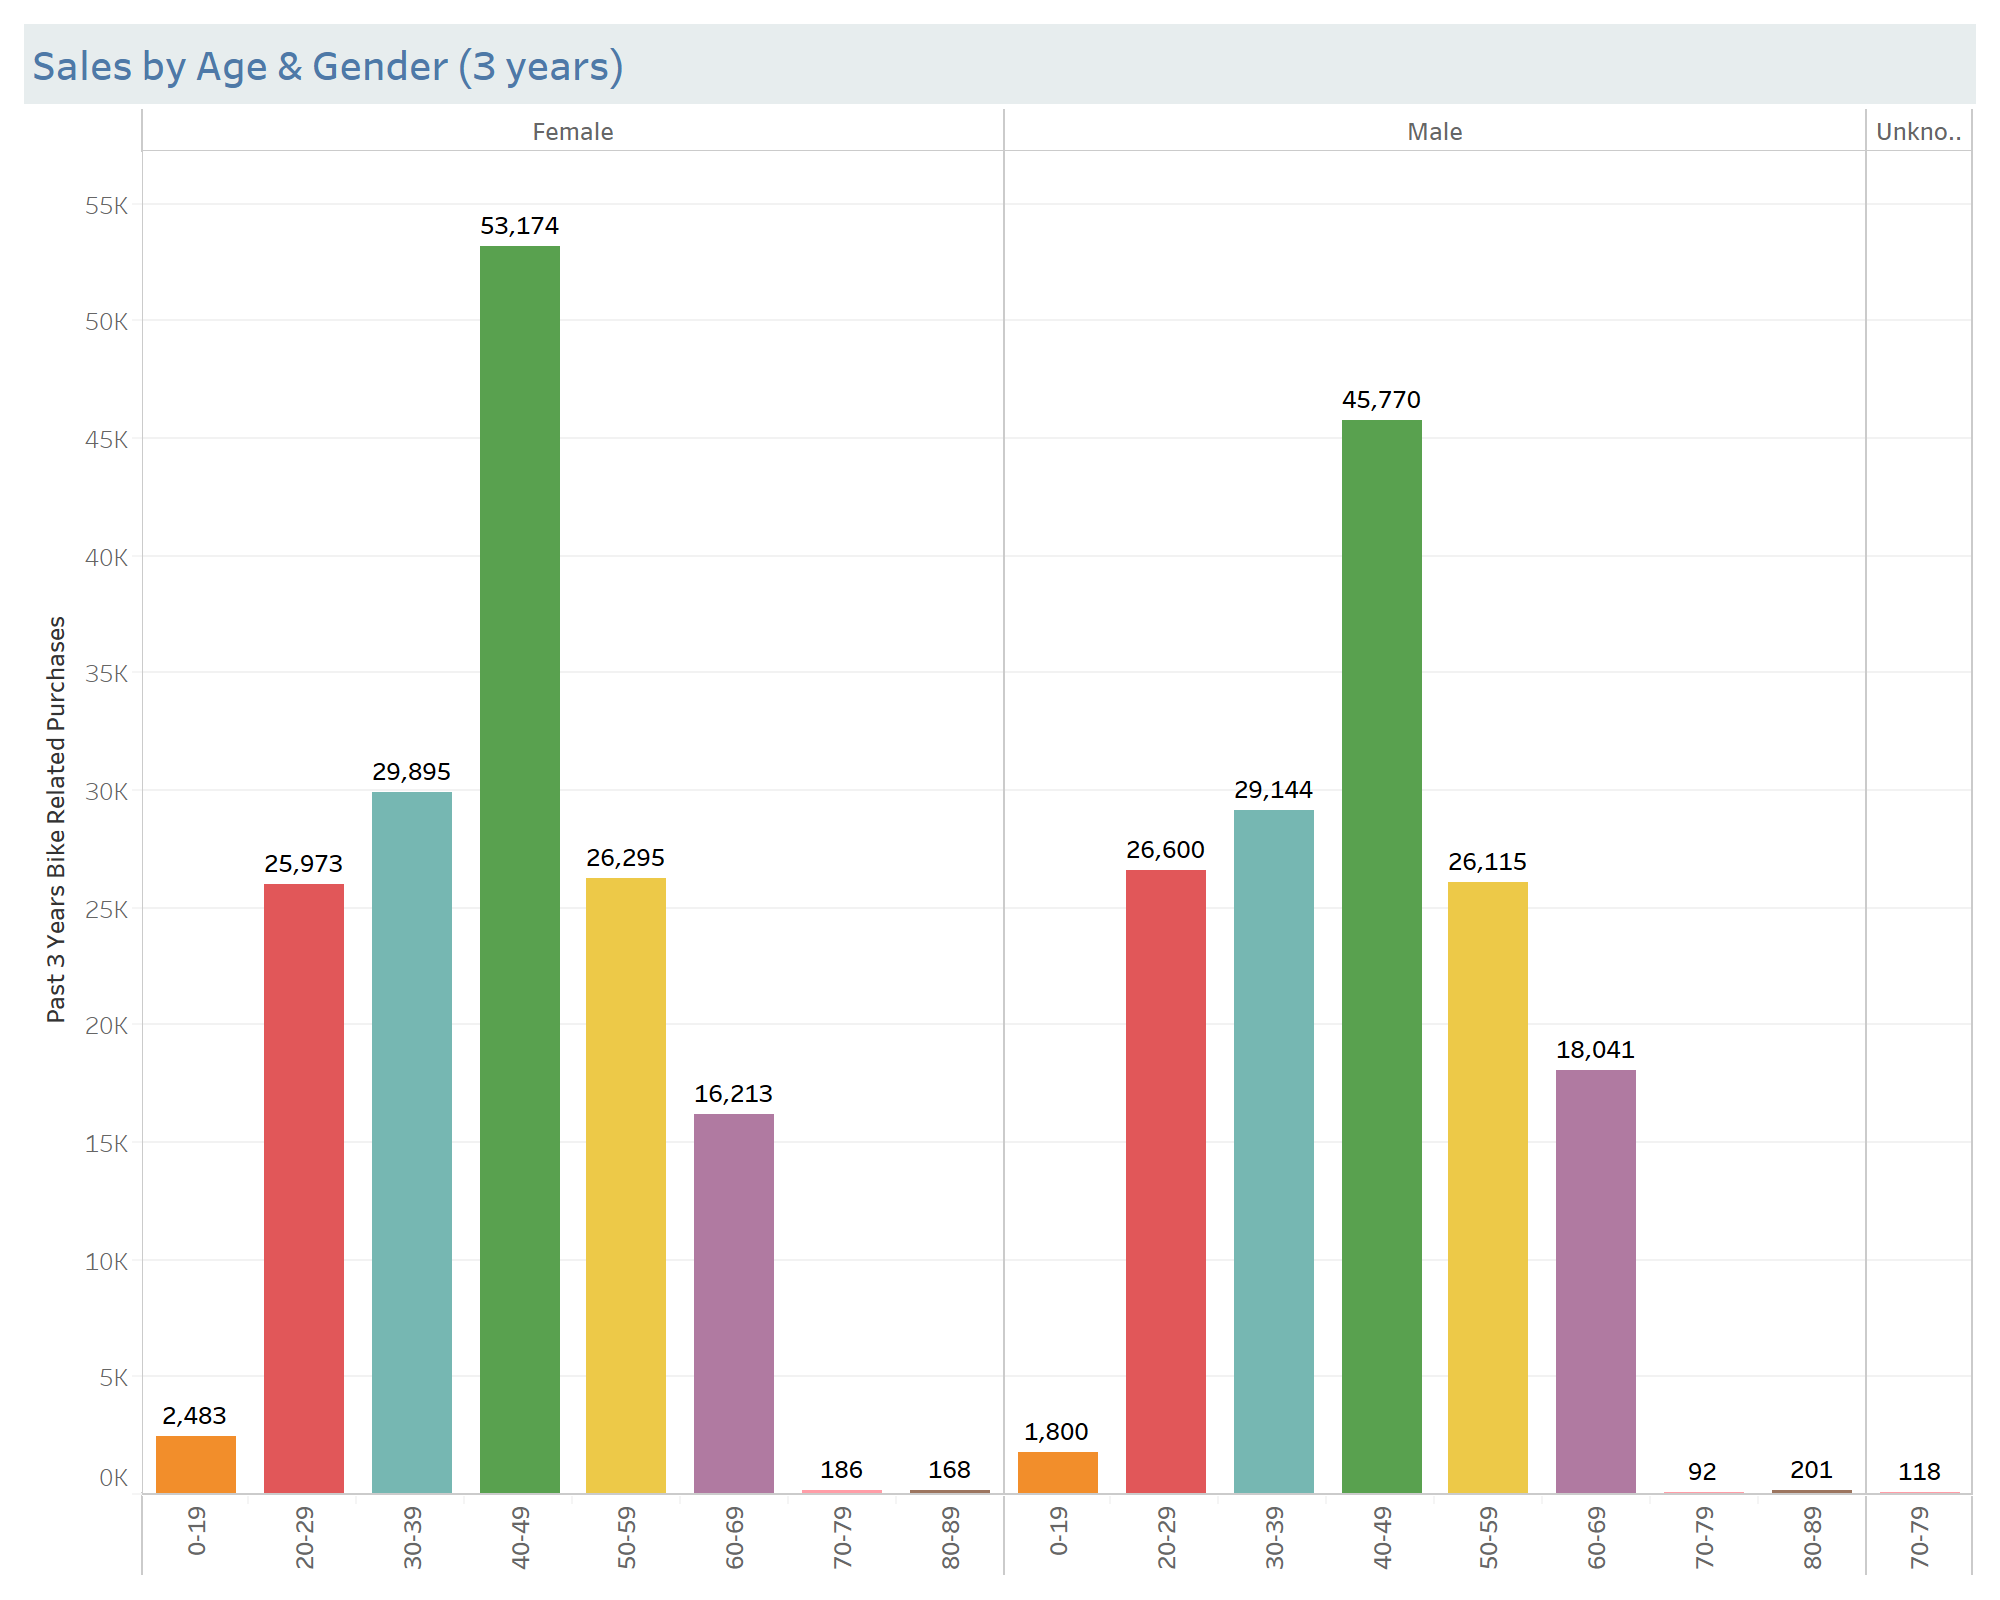 Sales by Age & Gender (3 years)
Female
Male
Unkno..
Past 3 Years Bike Related Purchases
55K
50K
45K
40K
35K
30K
25K
20K
15K
10K
5K
0K
2,483
25,973
29,895
53,174
26,295
16,213
186
168
1,800
26,600
29,144
45,770
26,115
18,041
92
201
118
0-19
20-29
30-39
40-49
50-59
60-69
70-79
80-89
0-19
20-29
30-39
40-49
50-59
60-69
70-79
80-89
70-79